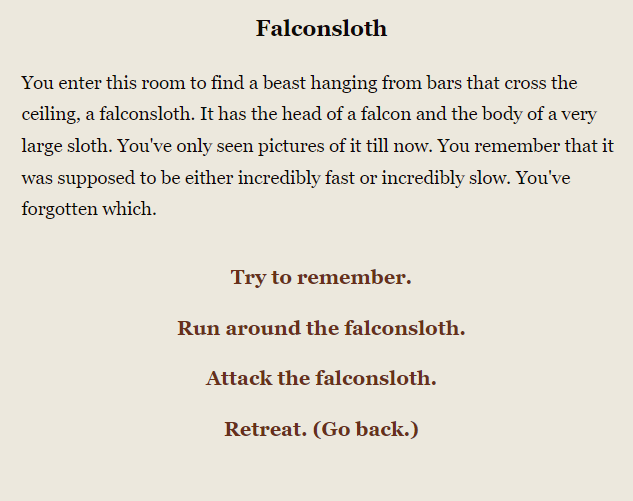 Falconsloth
You enter this room to find a beast hanging from bars that cross the
ceiling, a falconsloth. It has the head of a falcon and the body of a very
large sloth. You've only seen pictures of it till now. You remember that it
was supposed to be either incredibly fast or incredibly slow. You've
forgotten which.
Try to remember.
Run around the falconsloth.
Attack the falconsloth.
Retreat. (Go back.)